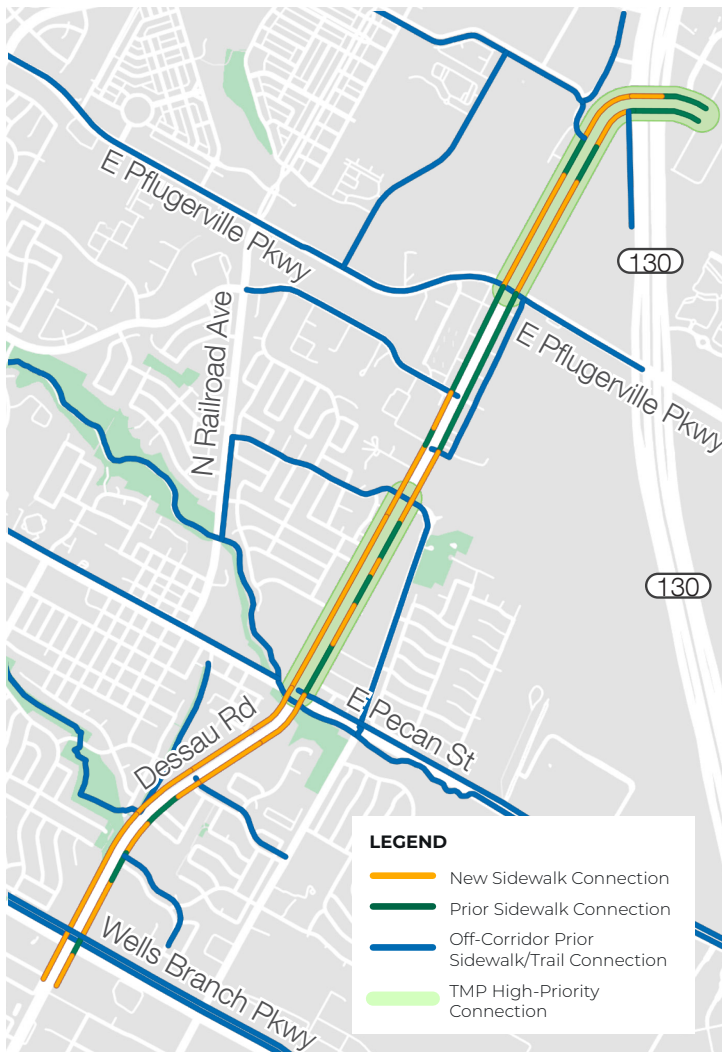 E Pflugerville Pkwy
130
N Railroad Ave
E Pflugerville Pkwy
130
E Pecan St
Dessau Rd
Wells Branch Pkwy
LEGEND
New Sidewalk Connection
Prior Sidewalk Connection
Off-Corridor Prior
Sidewalk/Trail Connection
TMP High-Priority
Connection